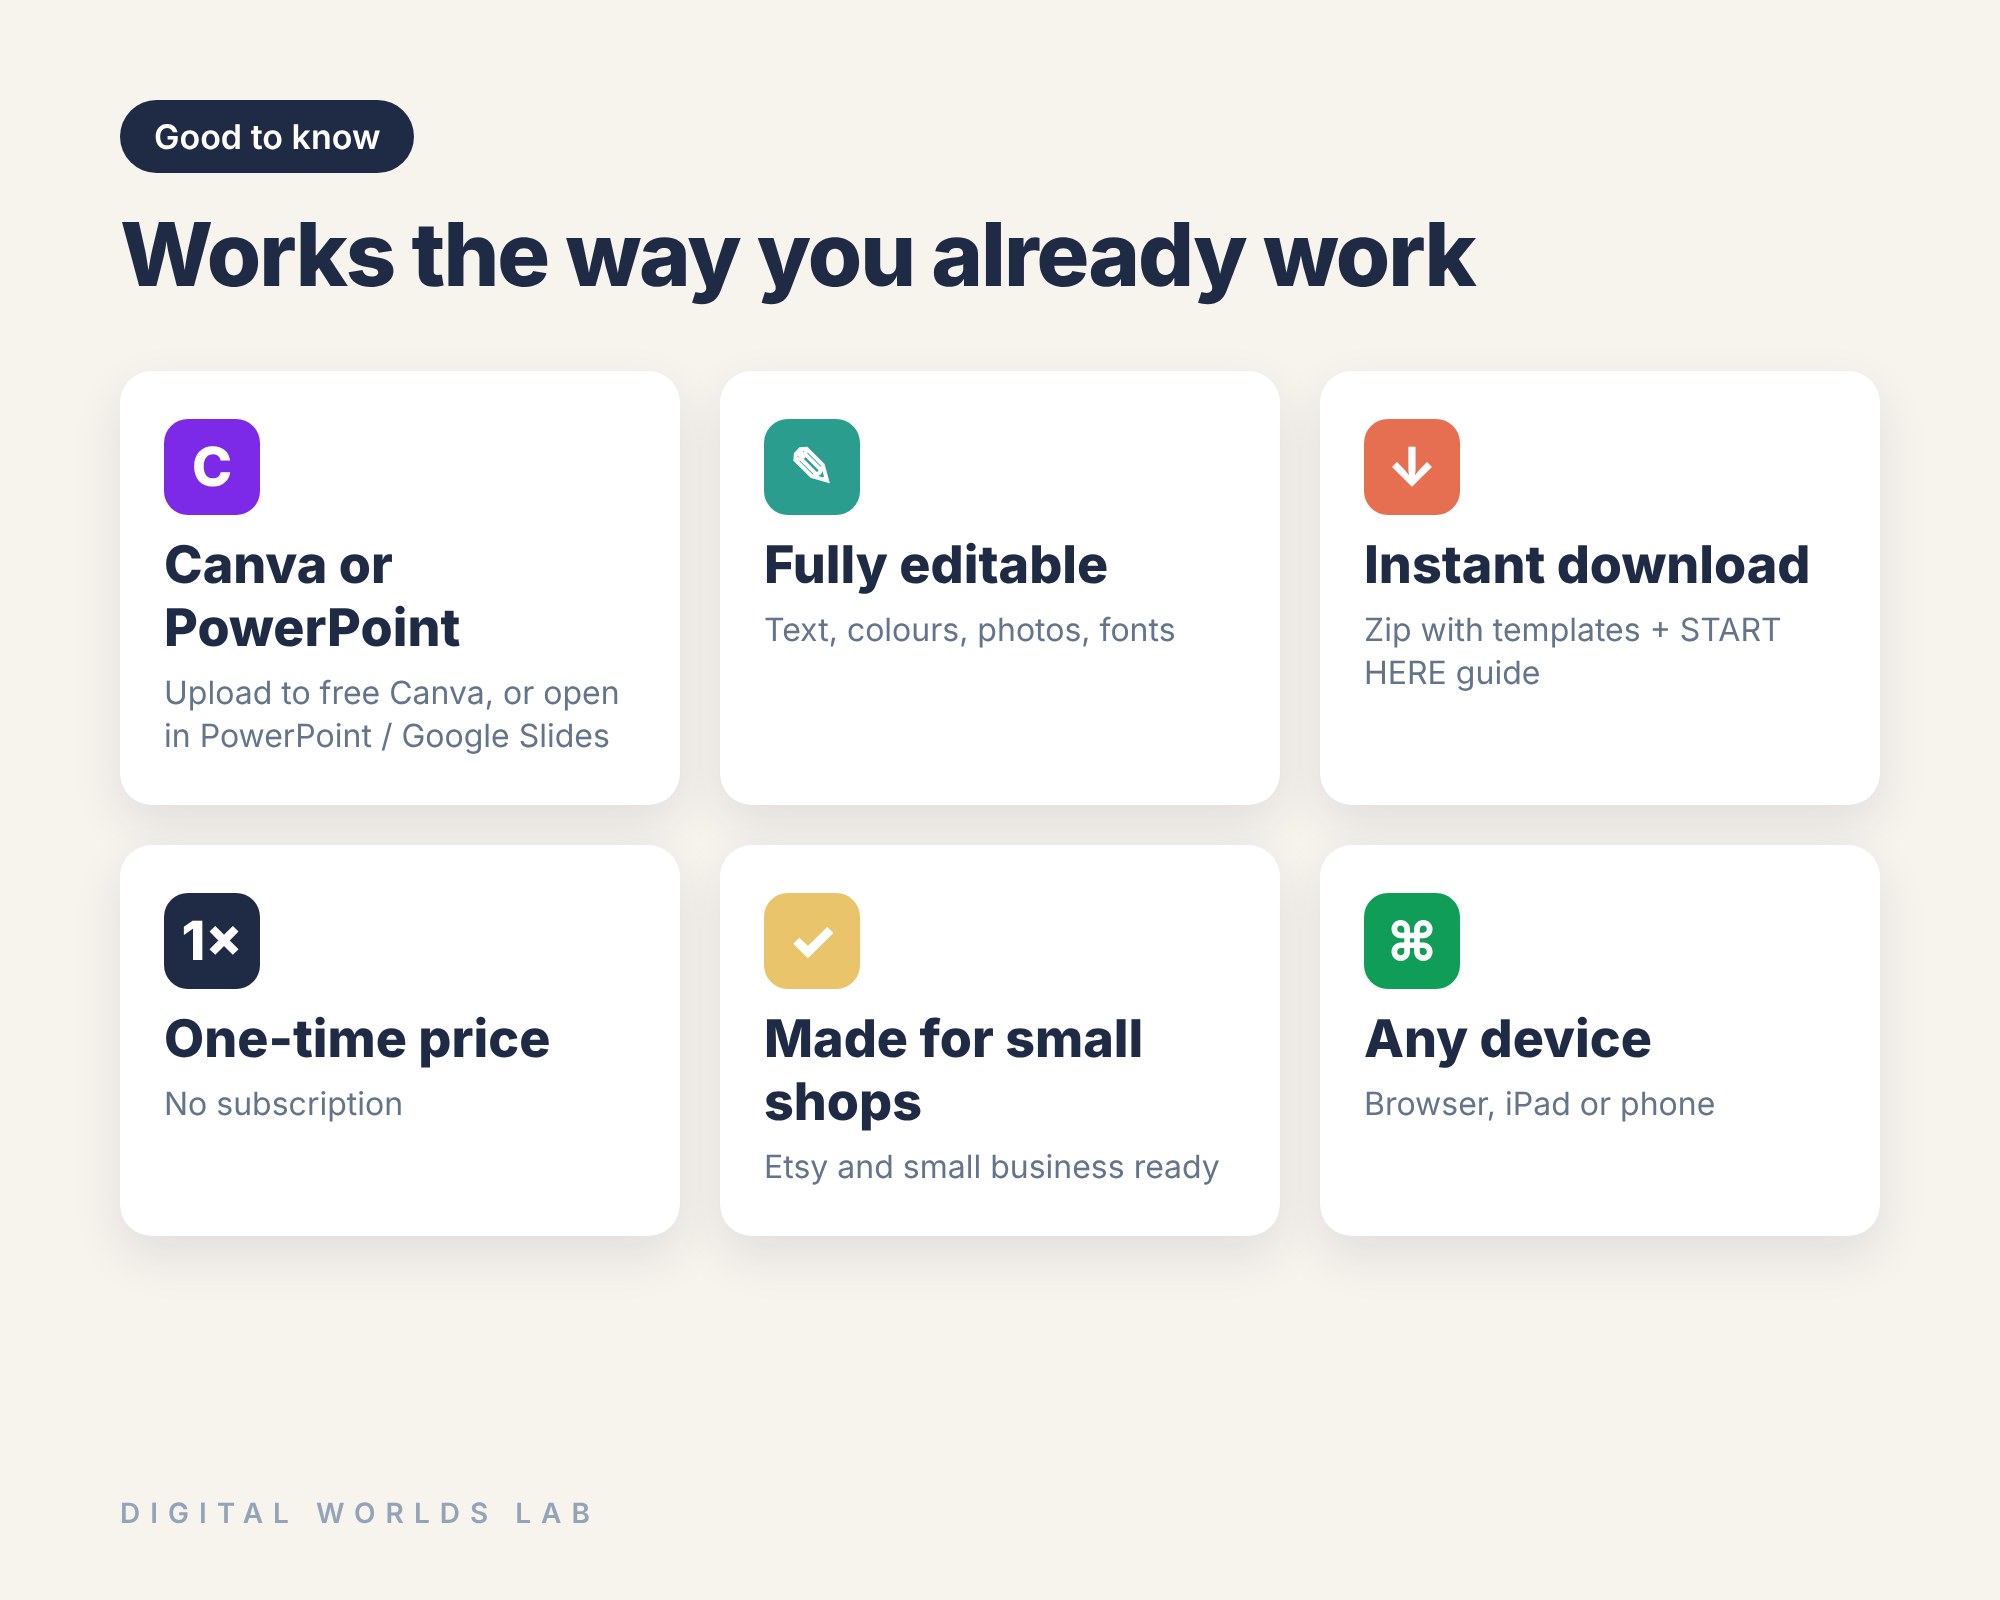 Good to know
Works the way you already work
C
Canva or
PowerPoint
Upload to free Canva, or open
in PowerPoint / Google Slides
✎
Fully editable
Text, colours, photos, fonts
↓
Instant download
Zip with templates + START
HERE guide
1×
One-time price
No subscription
✓
Made for small
shops
Etsy and small business ready
⌘
Any device
Browser, iPad or phone
DIGITAL WORLDS LAB